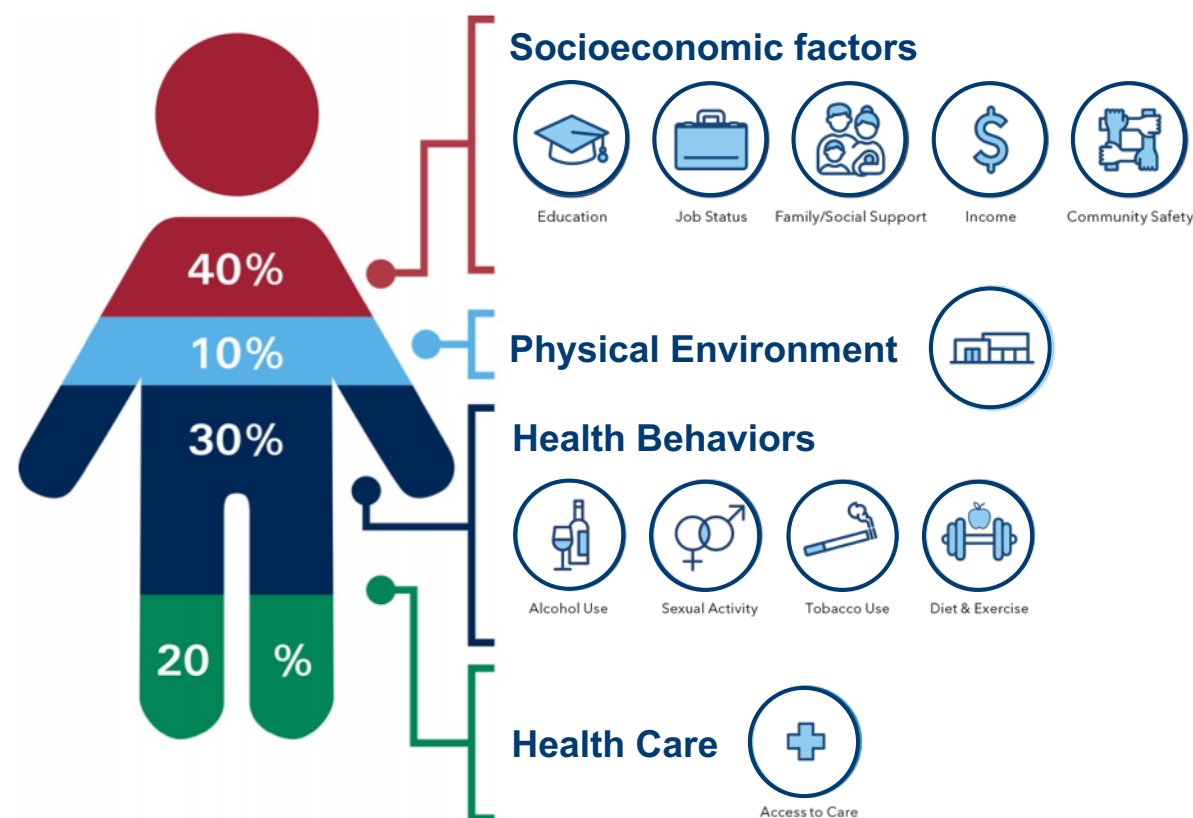 Socioeconomic factors
Education
Job Status
Family/Social Support
Income
Community Safety
40%
10%
Physical Environment
30%
Health Behaviors
Alcohol Use
Sexual Activity
Tobacco Use
Diet & Exercise
20 %
Health Care
Access to Care